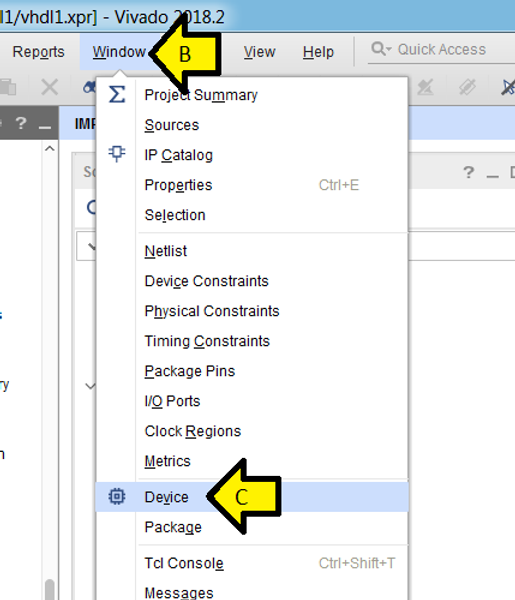 l1/vhdl1.xpr] - Vivado 2018.2
Reports Window B View Help Quick Access
Σ Project Summary
? IMP
Sources
IP Catalog
So ?
Properties Ctrl+E
Selection
Netlist
Device Constraints
Physical Constraints
s
Timing Constraints
Package Pins
ry
I/O Ports
Clock Regions
n
Metrics
Device C
Package
Tcl Console Ctrl+Shift+T
Messages